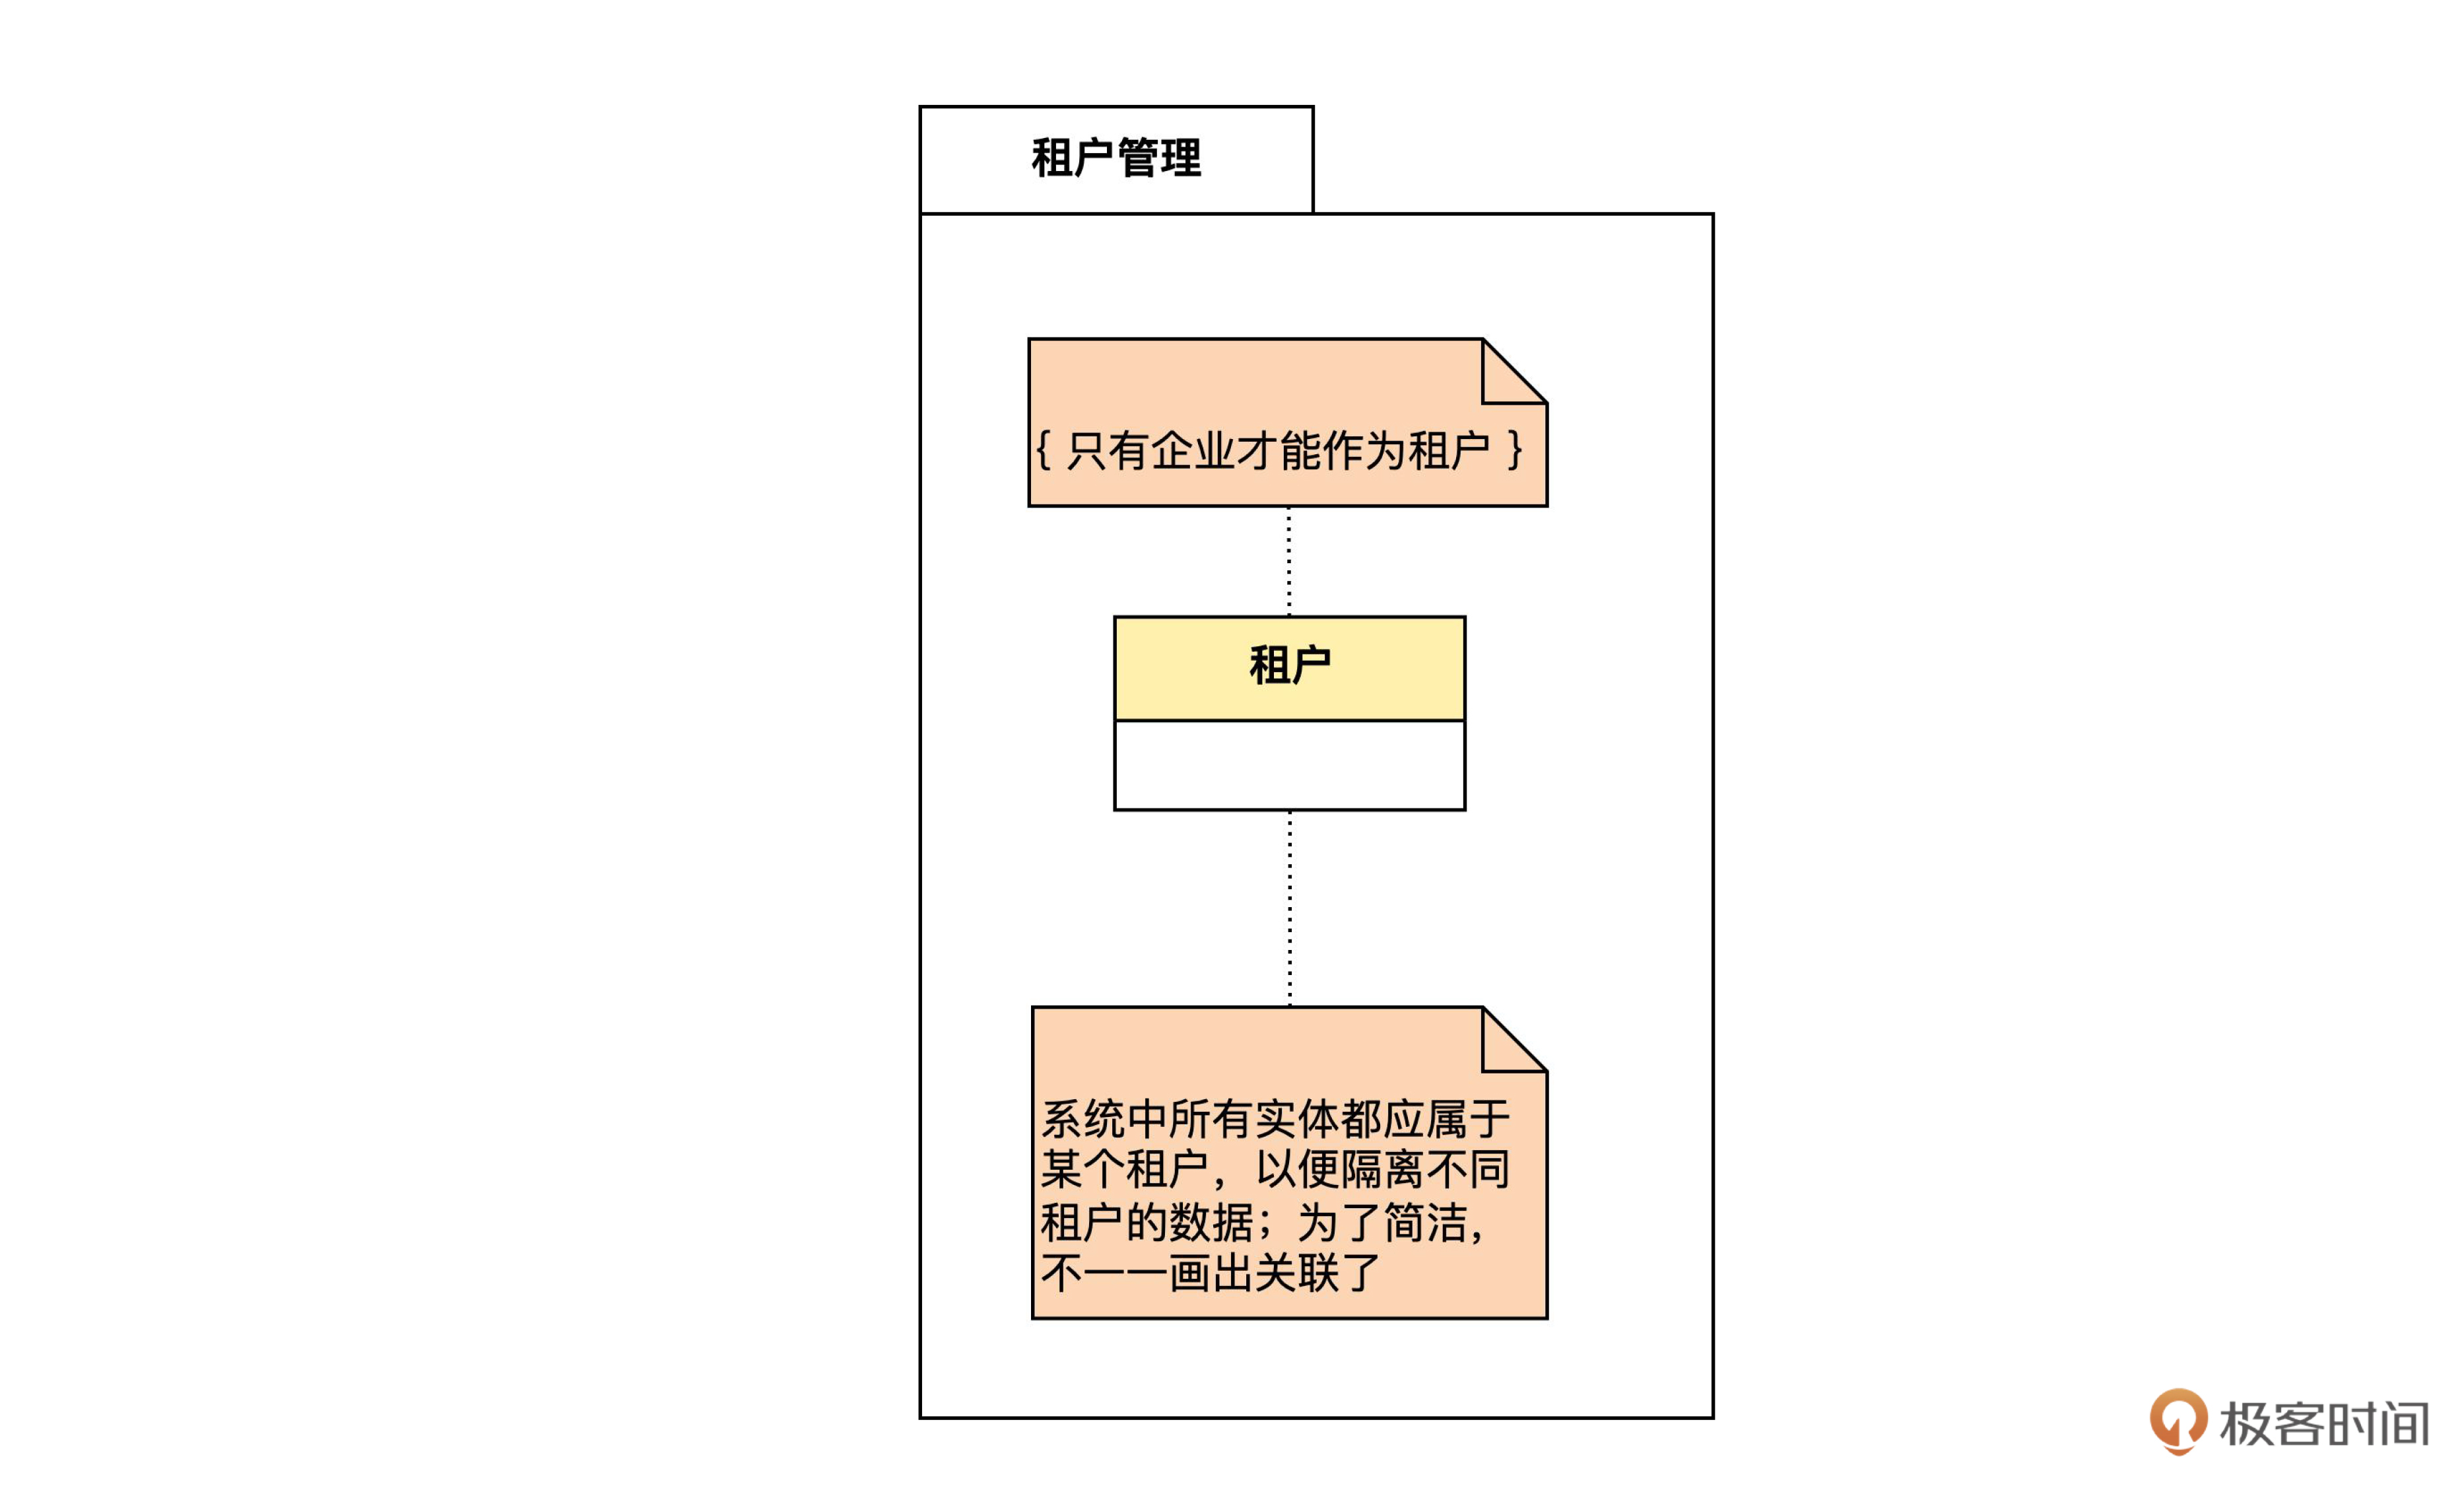 租户管理
{ 只有企业才能作为租户 }
租户
系统中所有实体都应属于
某个租户，以便隔离不同
租户的数据；为了简洁，
不一一画出关联了
极客时间